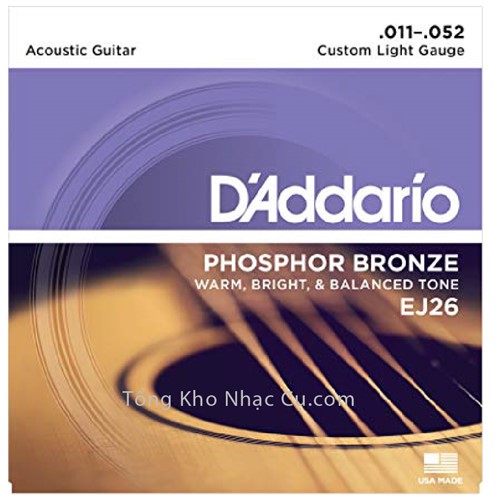 .011–.052
Acoustic Guitar
Custom Light Gauge
D'Addario
PHOSPHOR BRONZE
WARM, BRIGHT, & BALANCED TONE
EJ26
Tổng Kho Nhạc Cụ.com
USA MADE